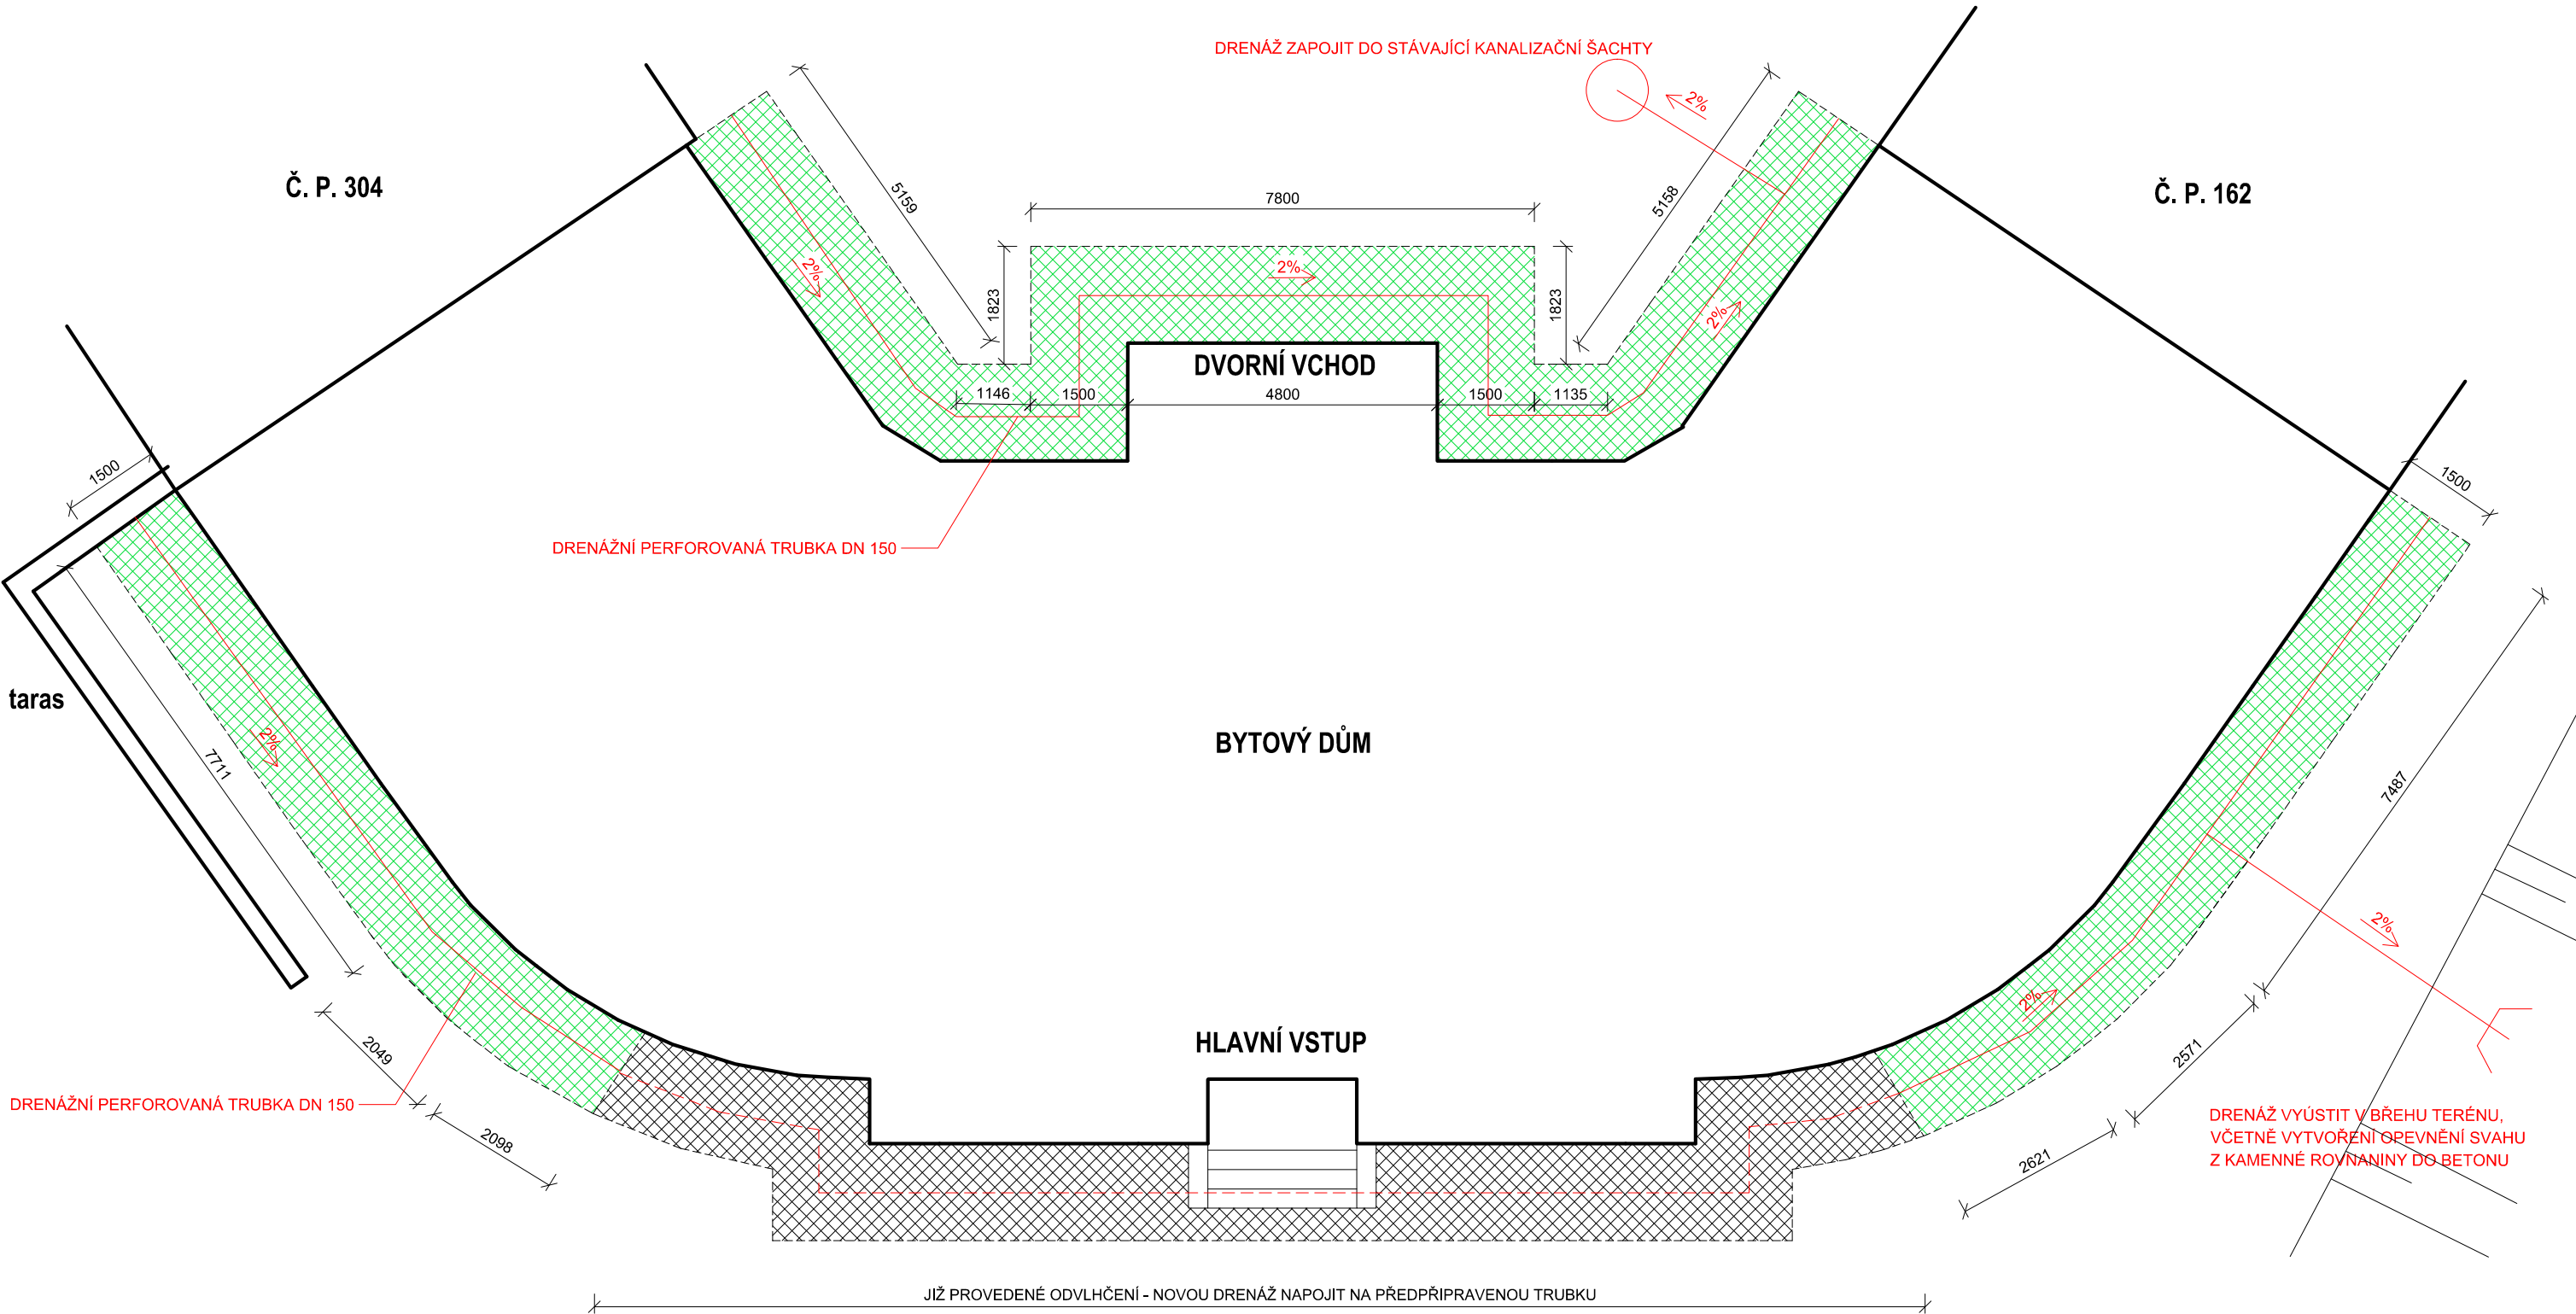 DRENÁŽ ZAPOJIT DO STÁVAJÍCÍ KANALIZAČNÍ ŠACHTY
2%
Č. P. 304
Č. P. 162
5159
7800
5158
2%
2%
1823
1823
2%
DVORNÍ VCHOD
1146
1500
4800
1500
1135
1500
1500
DRENÁŽNÍ PERFOROVANÁ TRUBKA DN 150
taras
2%
7711
BYTOVÝ DŮM
7487
2%
2%
HLAVNÍ VSTUP
2049
2571
DRENÁŽNÍ PERFOROVANÁ TRUBKA DN 150
2098
2621
DRENÁŽ VYÚSTIT V BŘEHU TERÉNU,
VČETNĚ VYTVOŘENÍ OPEVNĚNÍ SVAHU
Z KAMENNÉ ROVNANINY DO BETONU
JIŽ PROVEDENÉ ODVLHČENÍ - NOVOU DRENÁŽ NAPOJIT NA PŘEDPŘIPRAVENOU TRUBKU